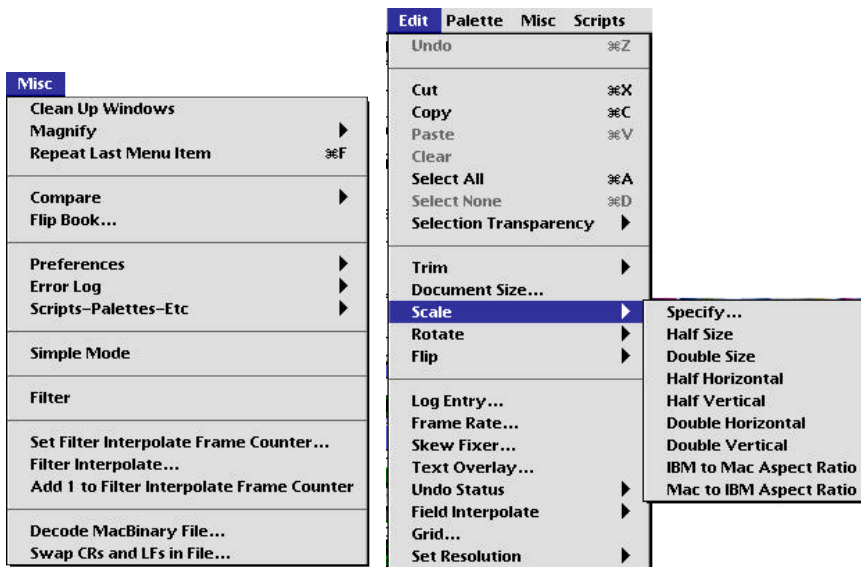 Misc
Clean Up Windows
Magnify
Repeat Last Menu Item ⌘F
Compare
Flip Book...
Preferences
Error Log
Scripts-Palettes-Etc
Simple Mode
Filter
Set Filter Interpolate Frame Counter...
Filter Interpolate...
Add 1 to Filter Interpolate Frame Counter
Decode MacBinary File...
Swap CRs and LFs in File...
Edit Palette Misc Scripts
Undo ⌘Z
Cut ⌘X
Copy ⌘C
Paste ⌘V
Clear
Select All ⌘A
Select None ⌘D
Selection Transparency
Trim
Document Size...
Scale
Rotate
Flip
Log Entry...
Frame Rate...
Skew Fixer...
Text Overlay...
Undo Status
Field Interpolate
Grid...
Set Resolution
Specify...
Half Size
Double Size
Half Horizontal
Half Vertical
Double Horizontal
Double Vertical
IBM to Mac Aspect Ratio
Mac to IBM Aspect Ratio